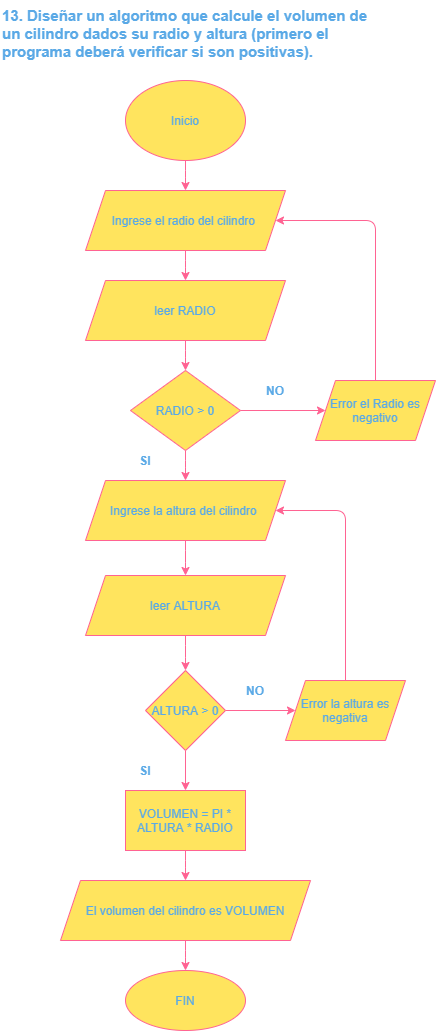 13. Diseñar un algoritmo que calcule el volumen de
un cilindro dados su radio y altura (primero el
programa deberá verificar si son positivas).
Inicio
Ingrese el radio del cilindro
leer RADIO
RADIO > 0
NO
Error el Radio es
negativo
SI
Ingrese la altura del cilindro
leer ALTURA
ALTURA > 0
NO
Error la altura es
negativa
SI
VOLUMEN = PI *
ALTURA * RADIO
El volumen del cilindro es VOLUMEN
FIN